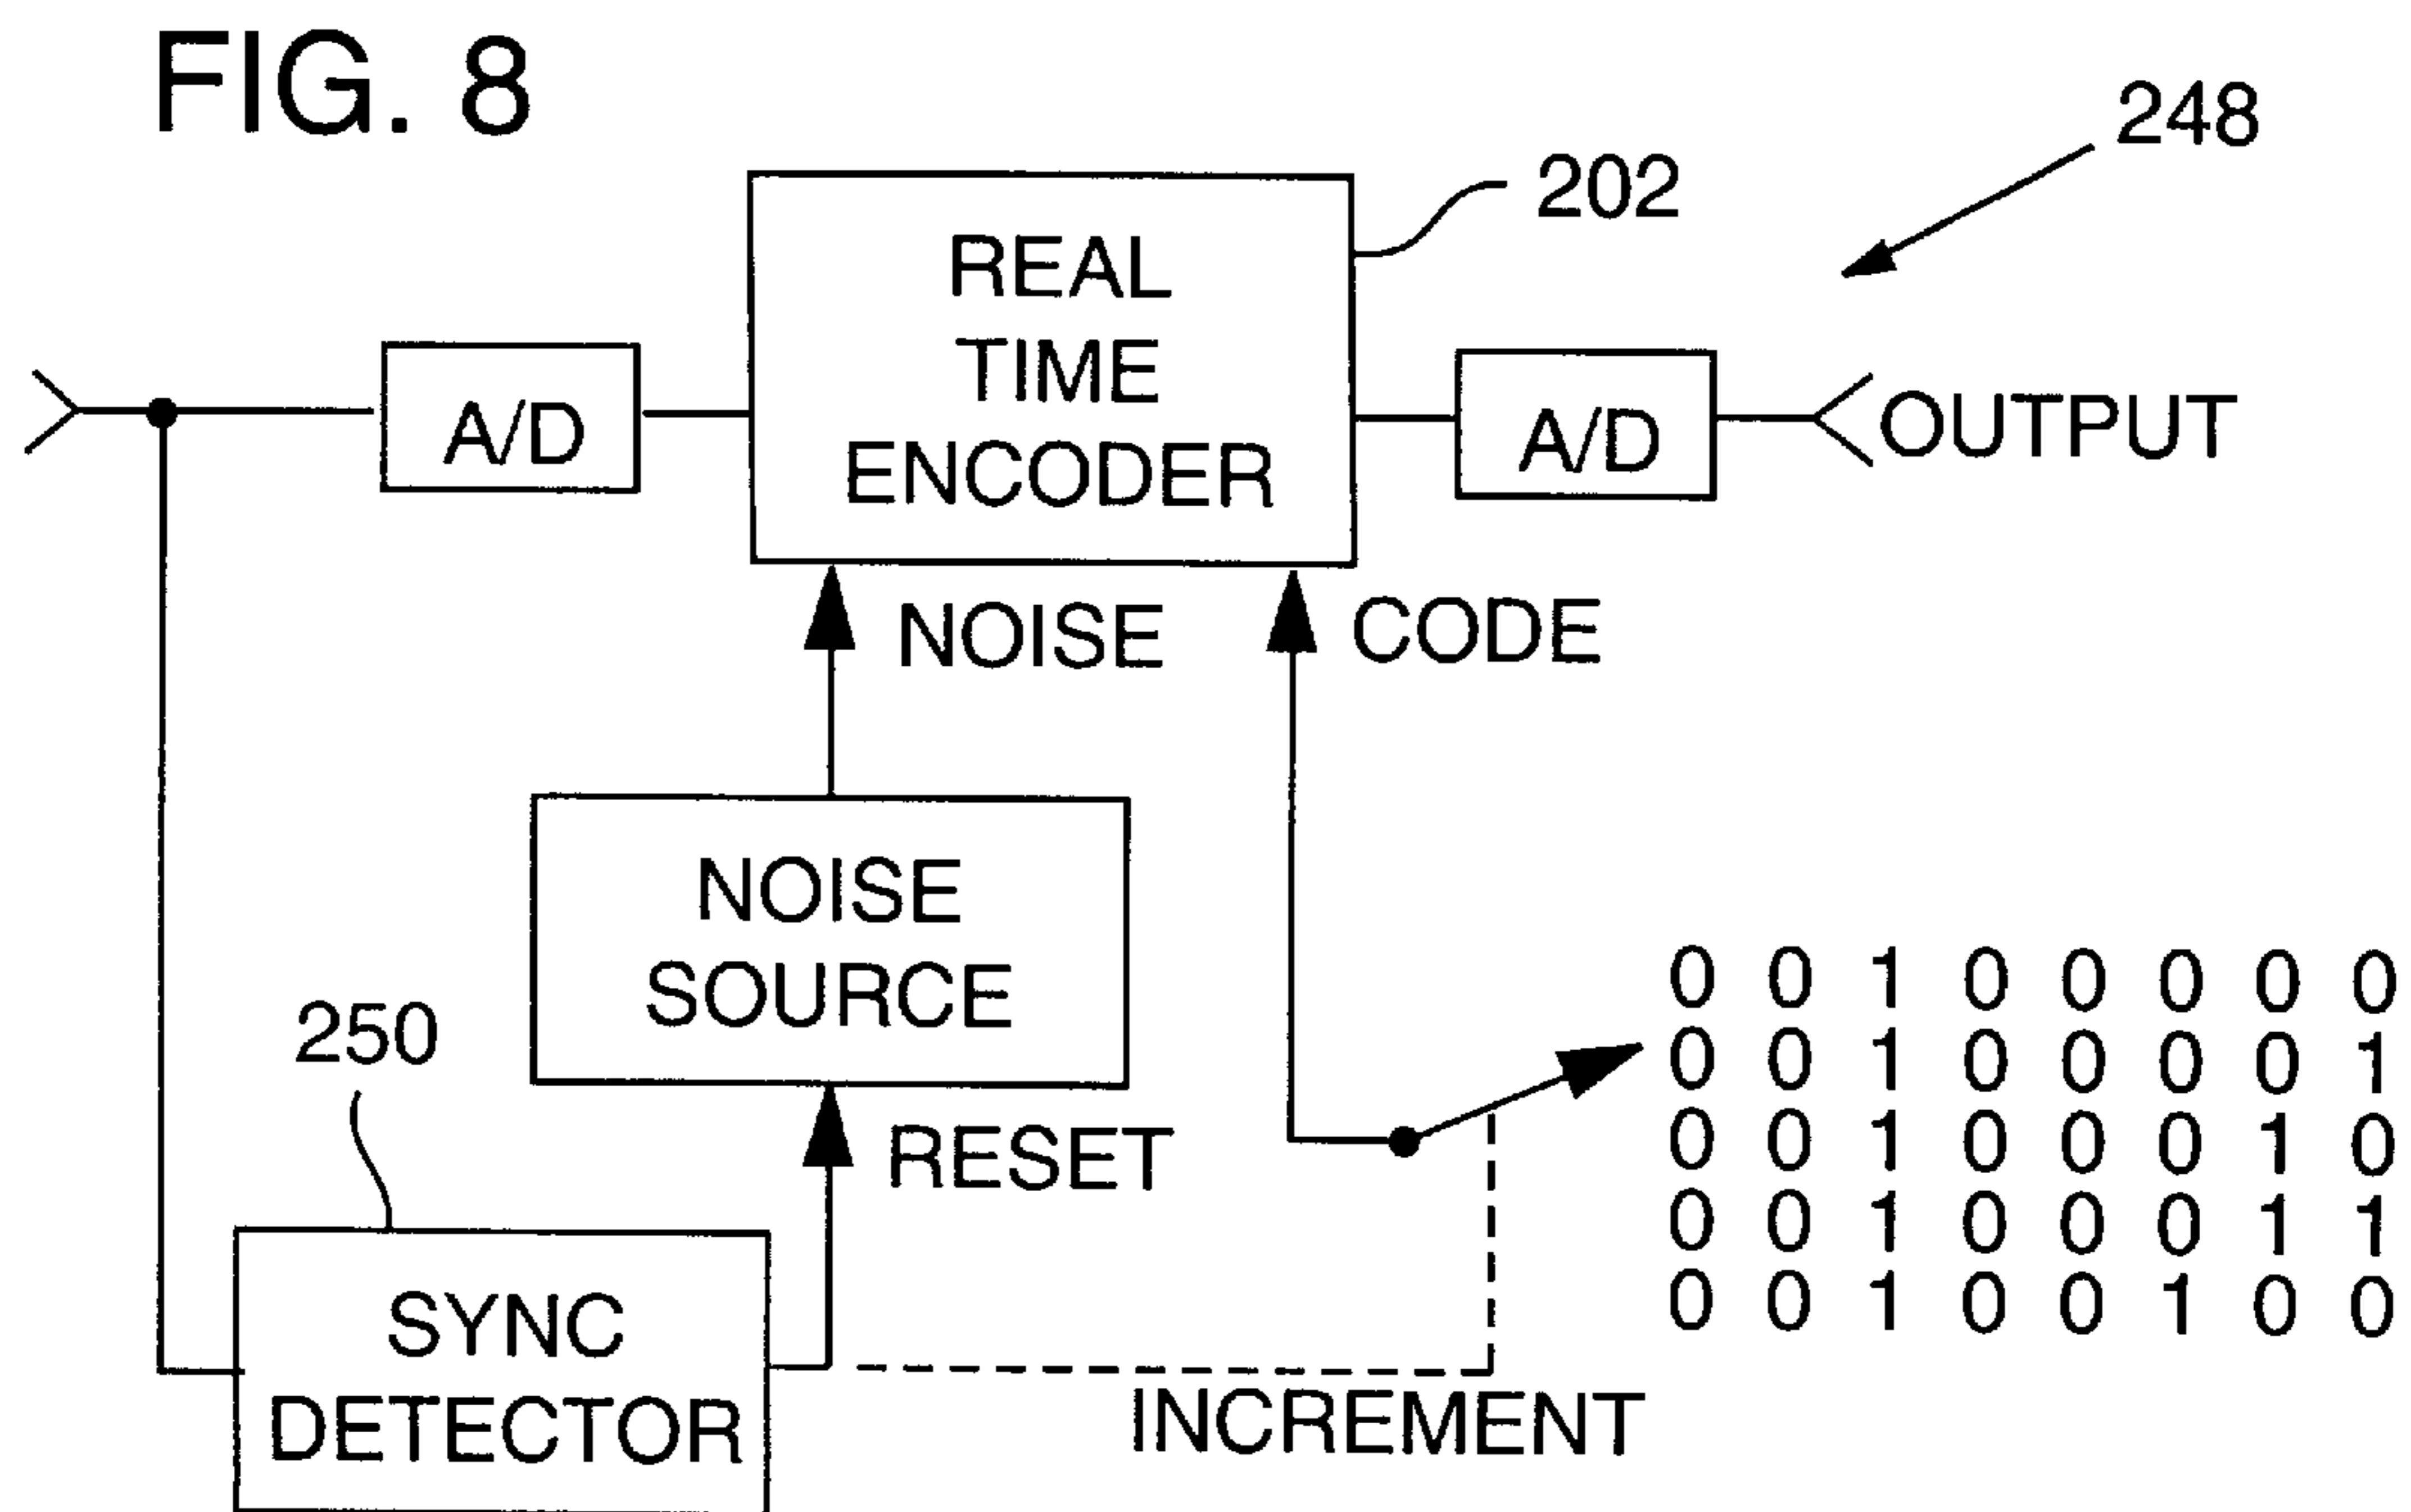 FIG. 8
248
202
REAL
TIME
ENCODER
A/D
A/D
OUTPUT
NOISE
CODE
NOISE
SOURCE
250
RESET
0 0 1 0 0 0 0 0
0 0 1 0 0 0 0 1
0 0 1 0 0 0 1 0
0 0 1 0 0 0 1 1
0 0 1 0 0 1 0 0
SYNC
DETECTOR
INCREMENT